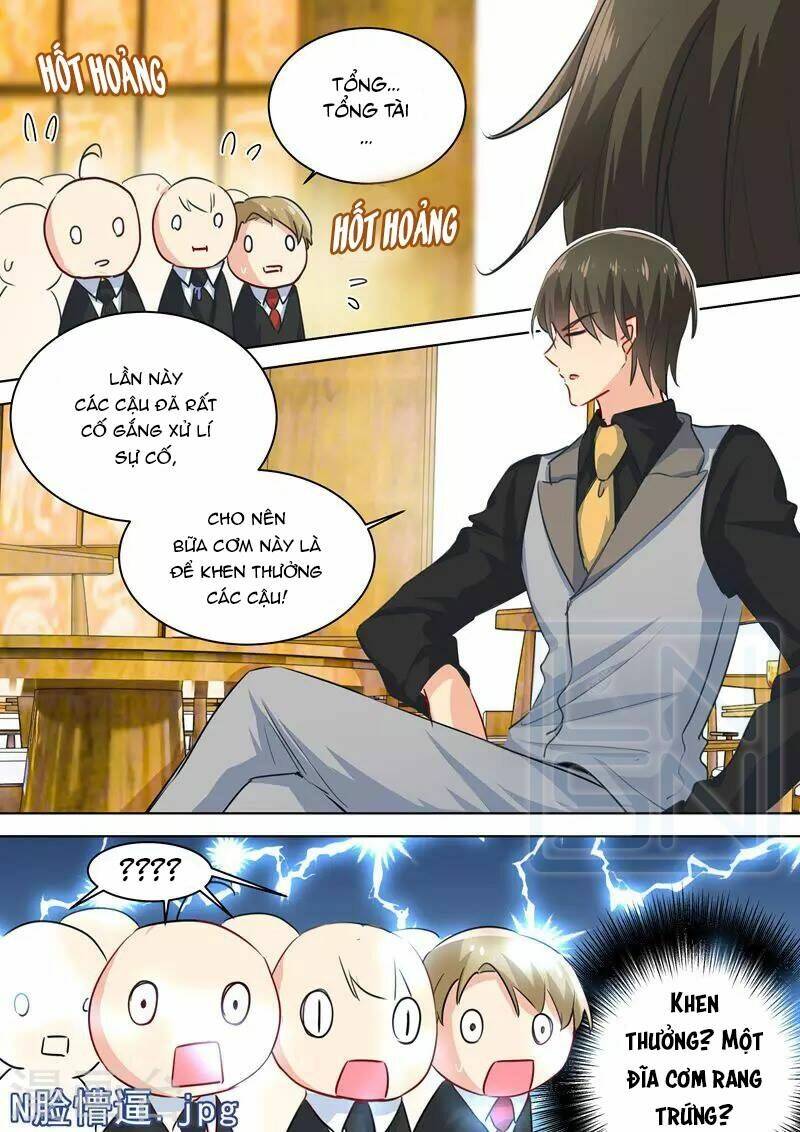 HỐT HOẢNG
TỔNG...
TỔNG TÀI
...
HỐT HOẢNG
LẦN NÀY
CÁC CẬU ĐÃ RẤT
CỐ GẮNG XỬ LÍ
SỰ CỐ,
CHO NÊN
BỮA CƠM NÀY LÀ
ĐỂ KHEN THƯỞNG
CÁC CẬU!
????
KHEN
THƯỞNG? MỘT
ĐĨA CƠM RANG
TRỨNG?
N脸懵逼.jpg